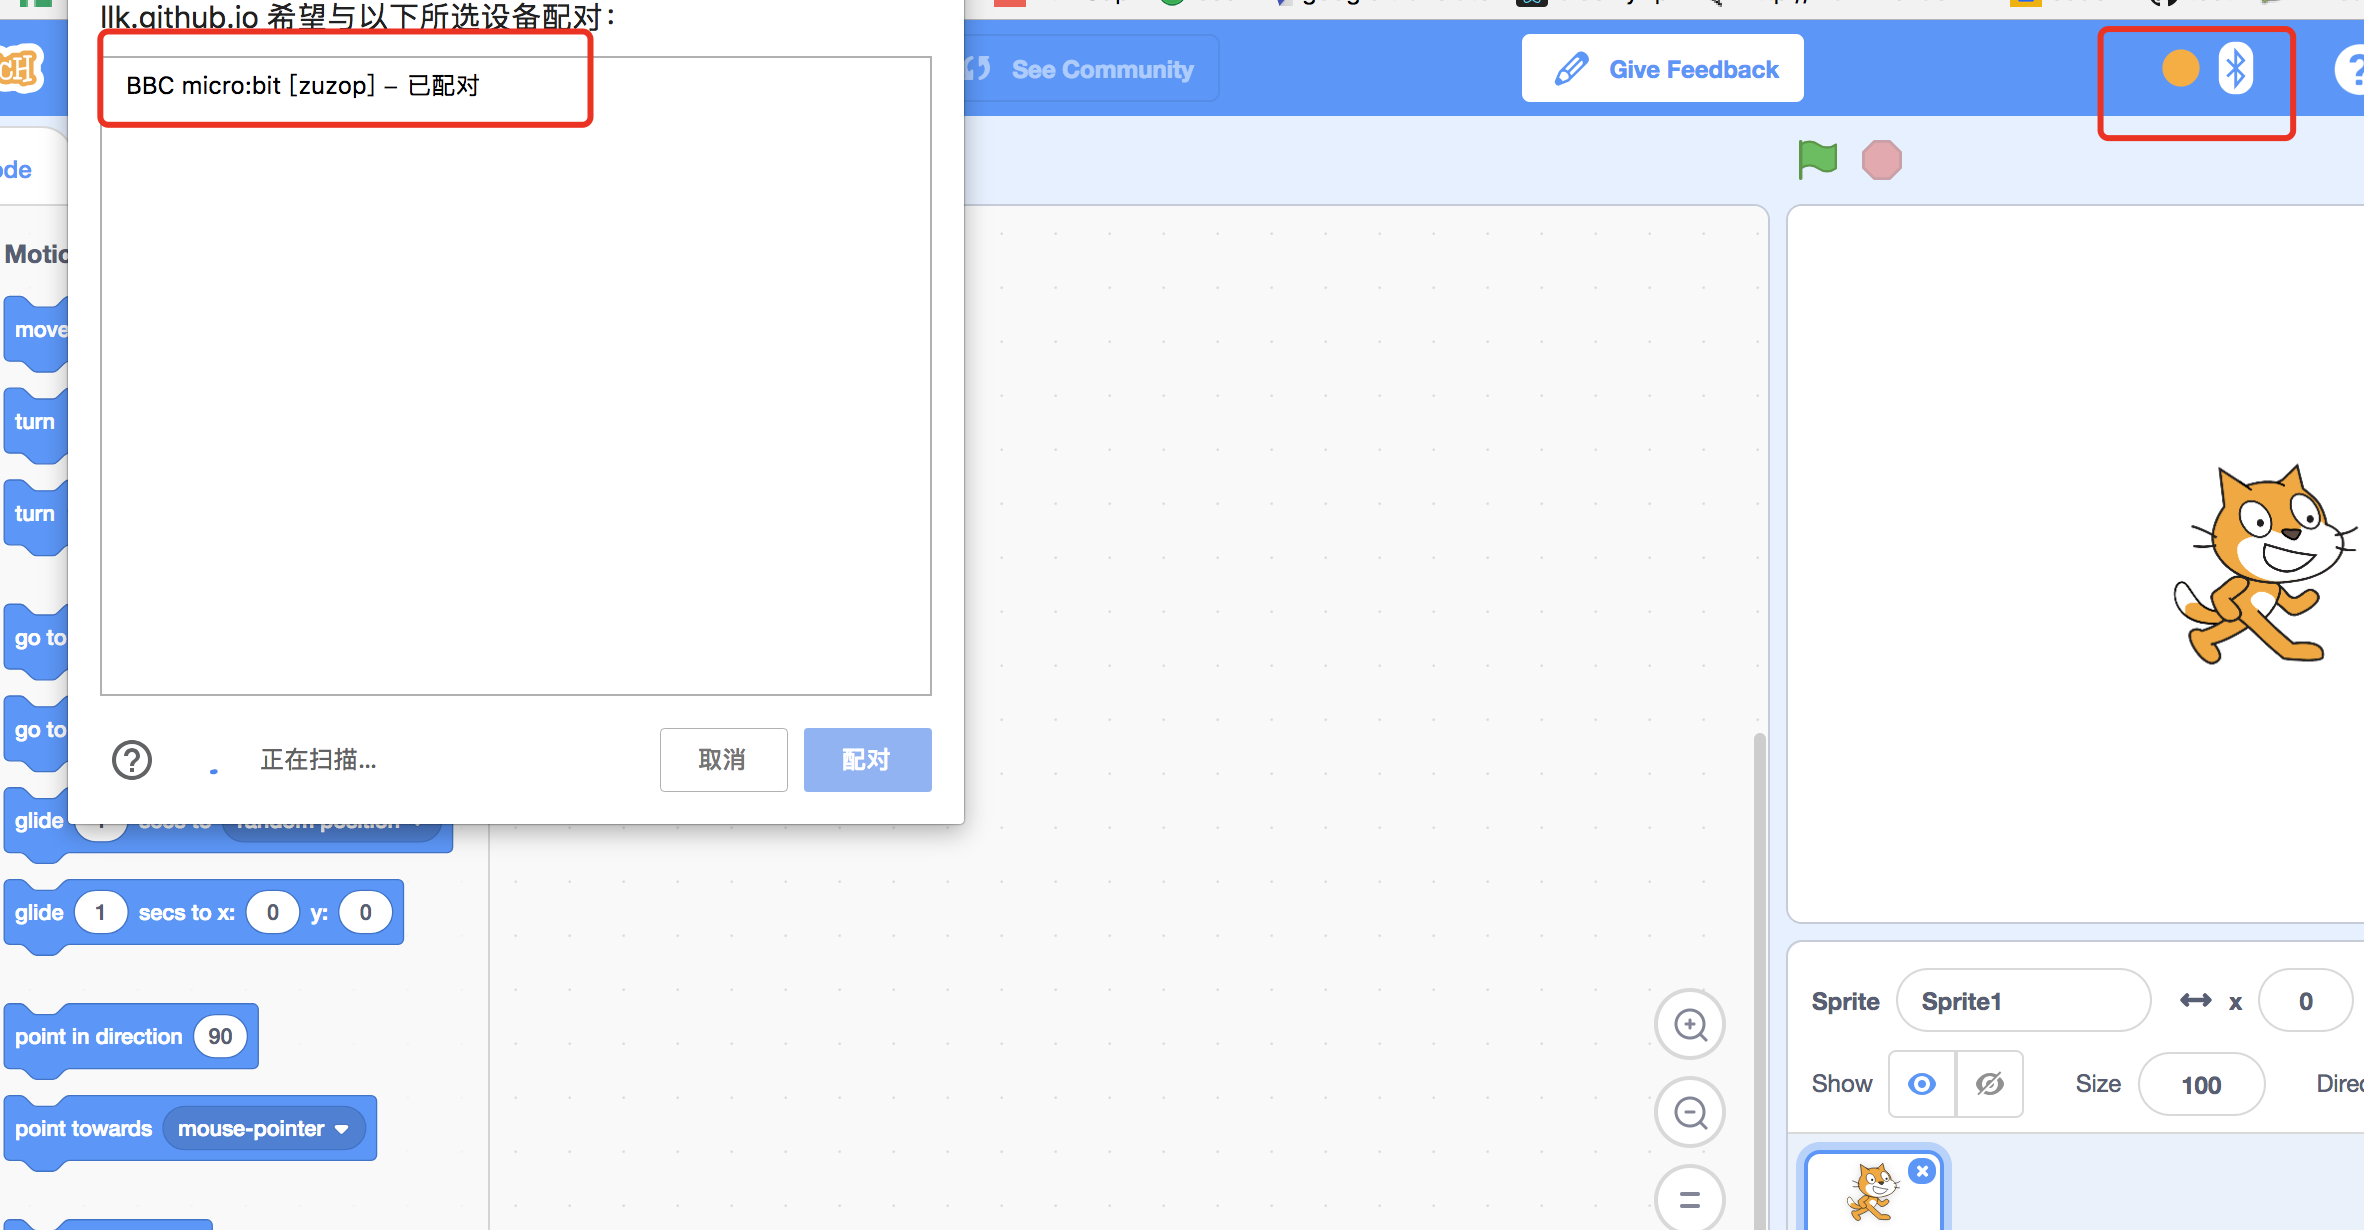 llk.github.io 希望与以下所选设备配对：
BBC micro:bit [zuzop] – 已配对
正在扫描...
取消
配对
CH
See Community
Give Feedback
ode
Motic
move
turn
turn
go to
go to
glide
glide 1 secs to x: 0 y: 0
point in direction 90
point towards mouse-pointer
Sprite Sprite1 x 0
Show Size 100 Direc